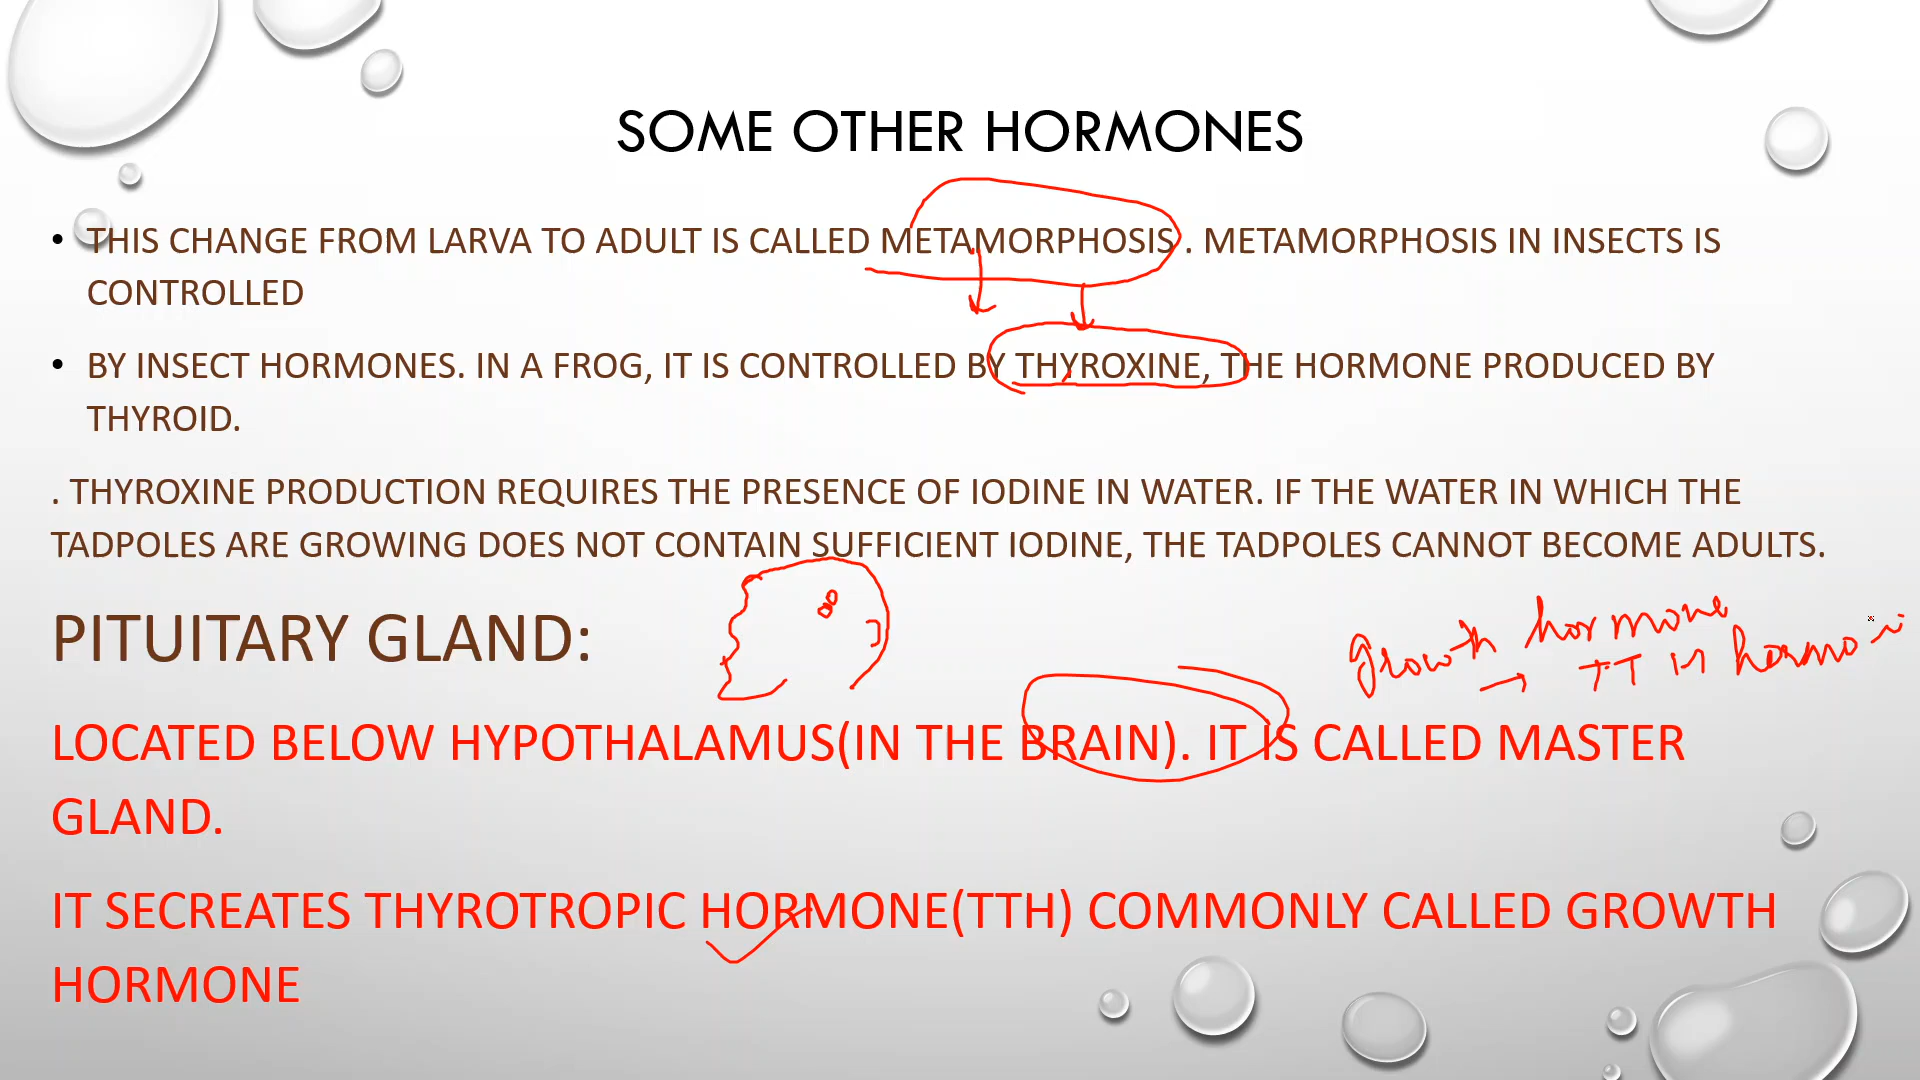 SOME OTHER HORMONES
• THIS CHANGE FROM LARVA TO ADULT IS CALLED METAMORPHOSIS . METAMORPHOSIS IN INSECTS IS
CONTROLLED
• BY INSECT HORMONES. IN A FROG, IT IS CONTROLLED BY THYROXINE, THE HORMONE PRODUCED BY
THYROID.
. THYROXINE PRODUCTION REQUIRES THE PRESENCE OF IODINE IN WATER. IF THE WATER IN WHICH THE
TADPOLES ARE GROWING DOES NOT CONTAIN SUFFICIENT IODINE, THE TADPOLES CANNOT BECOME ADULTS.
growth hormone
PITUITARY GLAND:
→ TT
LOCATED BELOW HYPOTHALAMUS(IN THE BRAIN). IT IS CALLED MASTER
GLAND.
IT SECREATES THYROTROPIC HORMONE(TTH) COMMONLY CALLED GROWTH
HORMONE